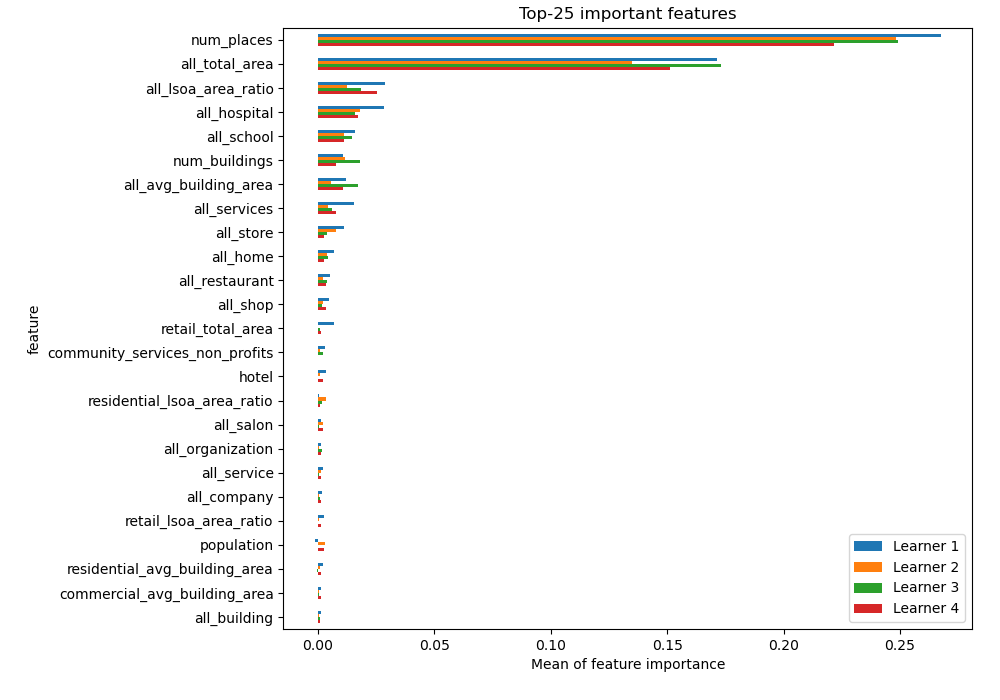 Top-25 important features
num_places
all_total_area
all_lsoa_area_ratio
all_hospital
all_school
num_buildings
all_avg_building_area
all_services
all_store
all_home
all_restaurant
all_shop
retail_total_area
community_services_non_profits
hotel
residential_lsoa_area_ratio
all_salon
all_organization
all_service
all_company
retail_lsoa_area_ratio
population
residential_avg_building_area
commercial_avg_building_area
all_building
feature
0.00 0.05 0.10 0.15 0.20 0.25
Mean of feature importance
Learner 1
Learner 2
Learner 3
Learner 4